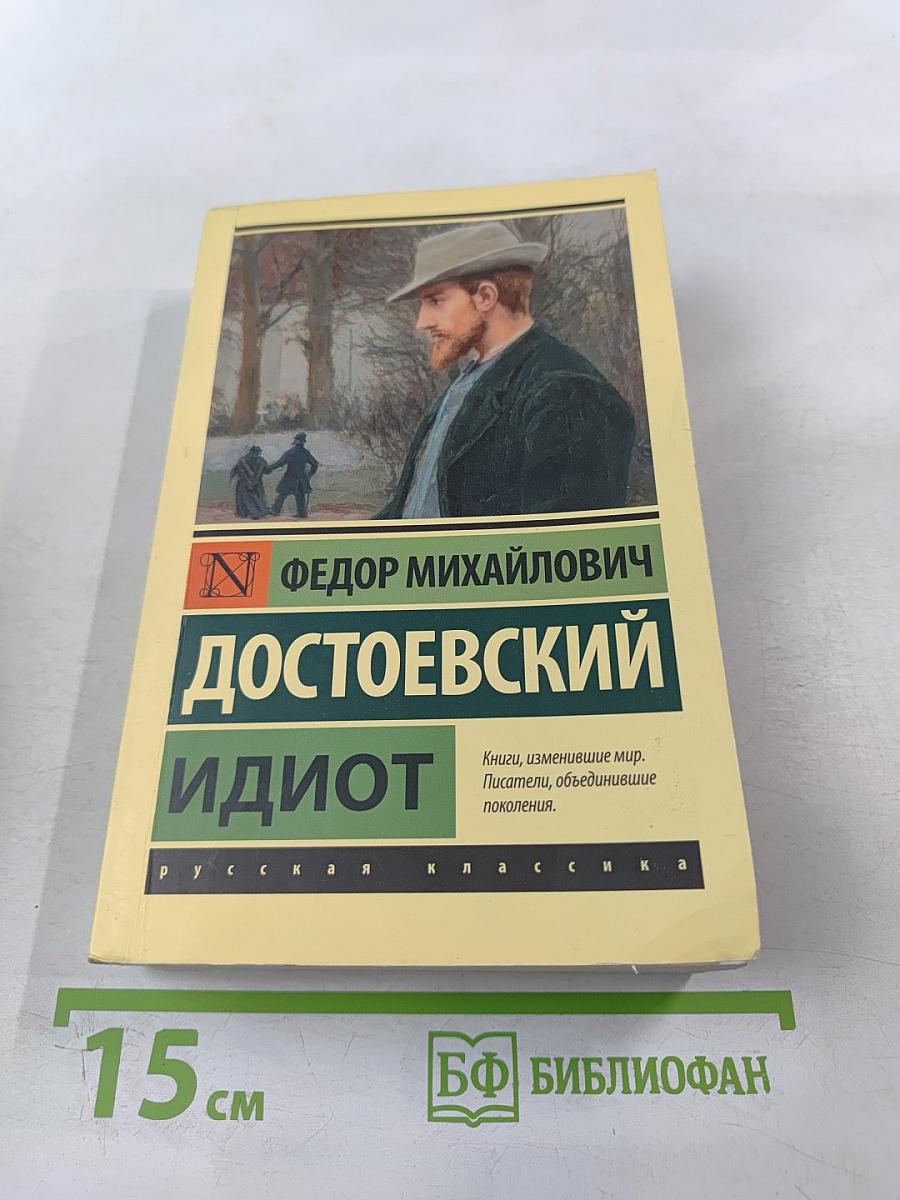 N
ФЕДОР МИХАЙЛОВИЧ
ДОСТОЕВСКИЙ
ИДИОТ
Книги, изменившие мир.
Писатели, объединившие
поколения.
русская классика
15 см
БФ БИБЛИОФАН